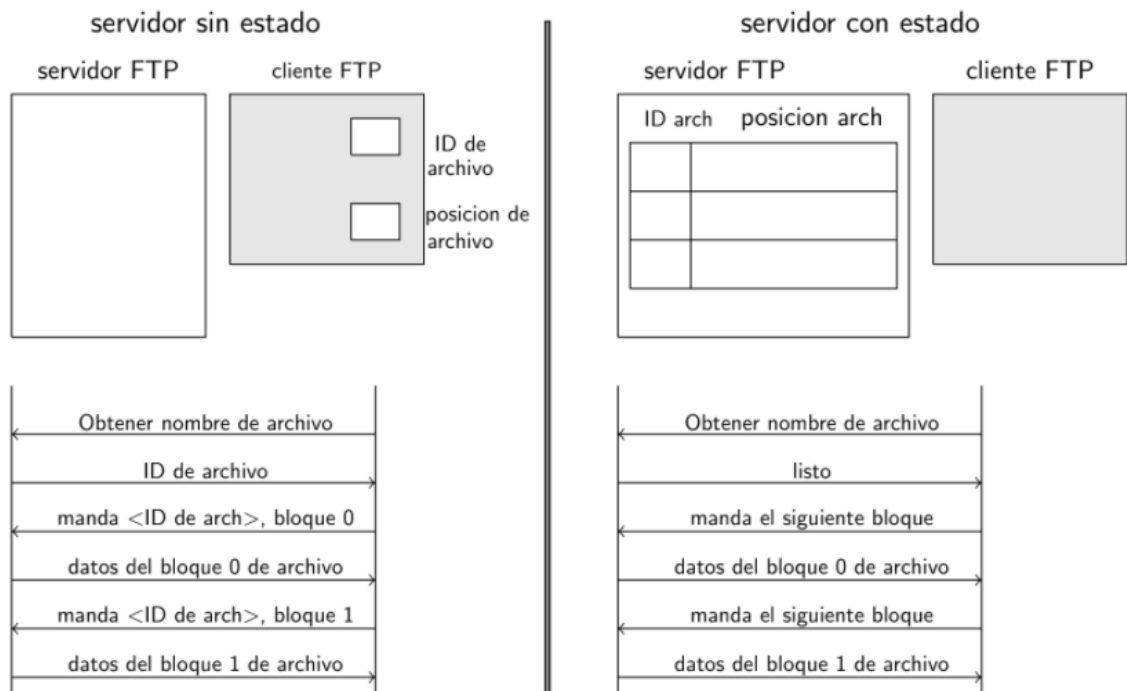 servidor sin estado
servidor FTP
cliente FTP
ID de
archivo
posicion de
archivo
Obtener nombre de archivo
ID de archivo
manda <ID de arch>, bloque 0
datos del bloque 0 de archivo
manda <ID de arch>, bloque 1
datos del bloque 1 de archivo
servidor con estado
servidor FTP
cliente FTP
ID arch
posicion arch
Obtener nombre de archivo
listo
manda el siguiente bloque
datos del bloque 0 de archivo
manda el siguiente bloque
datos del bloque 1 de archivo